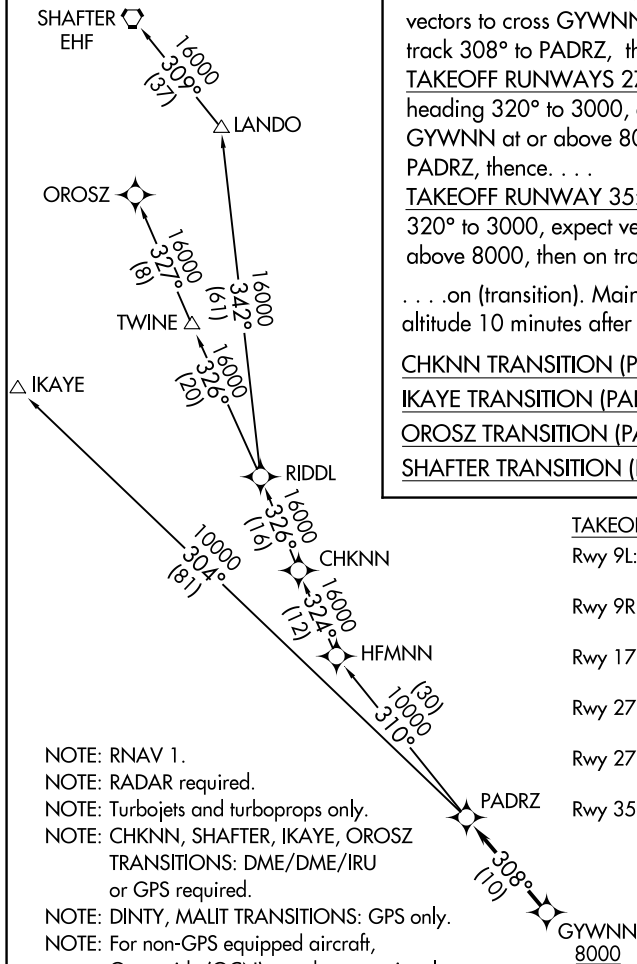 SHAFTER
EHF
16000
309°
(37)
LANDO
OROSZ
16000
327°
(8)
16000
342°
(61)
TWINE
16000
326°
(20)
IKAYE
RIDDL
16000
326°
(16)
CHKNN
10000
304°
(81)
16000
324°
(12)
HFMNN
(30)
10000
310°
PADRZ
308°
(10)
GYWNN
8000
vectors to cross GYWNN
track 308° to PADRZ, th
TAKEOFF RUNWAYS 27
heading 320° to 3000,
GYWNN at or above 80
PADRZ, thence. . . .
TAKEOFF RUNWAY 35:
320° to 3000, expect ve
above 8000, then on tra
. . . .on (transition). Main
altitude 10 minutes after
CHKNN TRANSITION (P
IKAYE TRANSITION (PA
OROSZ TRANSITION (PA
SHAFTER TRANSITION (
TAKEOF
Rwy 9L:
Rwy 9R
Rwy 17
Rwy 27
Rwy 27
Rwy 35
NOTE: RNAV 1.
NOTE: RADAR required.
NOTE: Turbojets and turboprops only.
NOTE: CHKNN, SHAFTER, IKAYE, OROSZ
TRANSITIONS: DME/DME/IRU
or GPS required.
NOTE: DINTY, MALIT TRANSITIONS: GPS only.
NOTE: For non-GPS equipped aircraft,